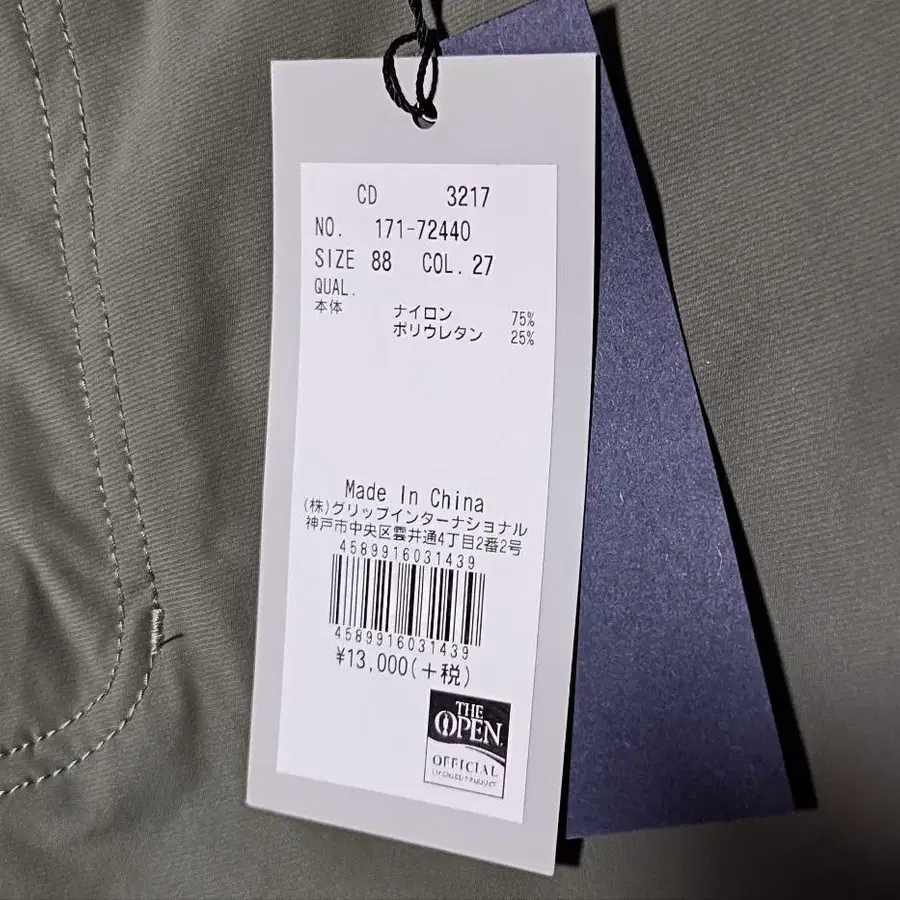 CD 3217
NO. 171-72440
SIZE 88 COL. 27
QUAL.
本体 ナイロン 75%
ポリウレタン 25%
Made In China
(株)グリップインターナショナル
神戸市中央区雲井通4丁目2番2号
4589916031439
4589916031439
¥13,000(+税)
THE
OPEN
OFFICIAL
LICENSED PRODUCT